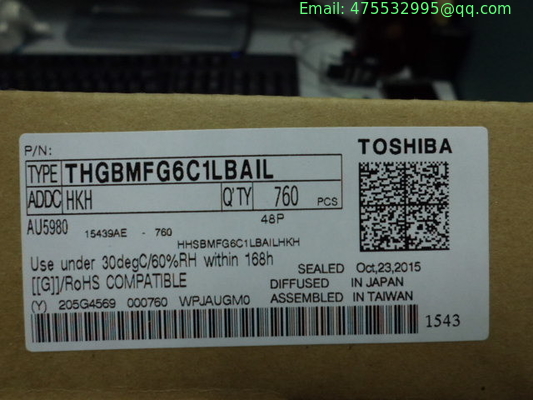 Email: 475532995@qq.com
P/N:
TOSHIBA
TYPE THGBMFG6C1LBAIL
ADDC HKH Q'TY 760 PCS
48P
AU5980 15439AE - 760
HHSBMFG6C1LBAILHKH
Use under 30degC/60%RH within 168h
SEALED Oct,23,2015
[[G]]/RoHS COMPATIBLE DIFFUSED IN JAPAN
(Y) 205G4569 000760 WPJAUGM0 ASSEMBLED IN TAIWAN
1543